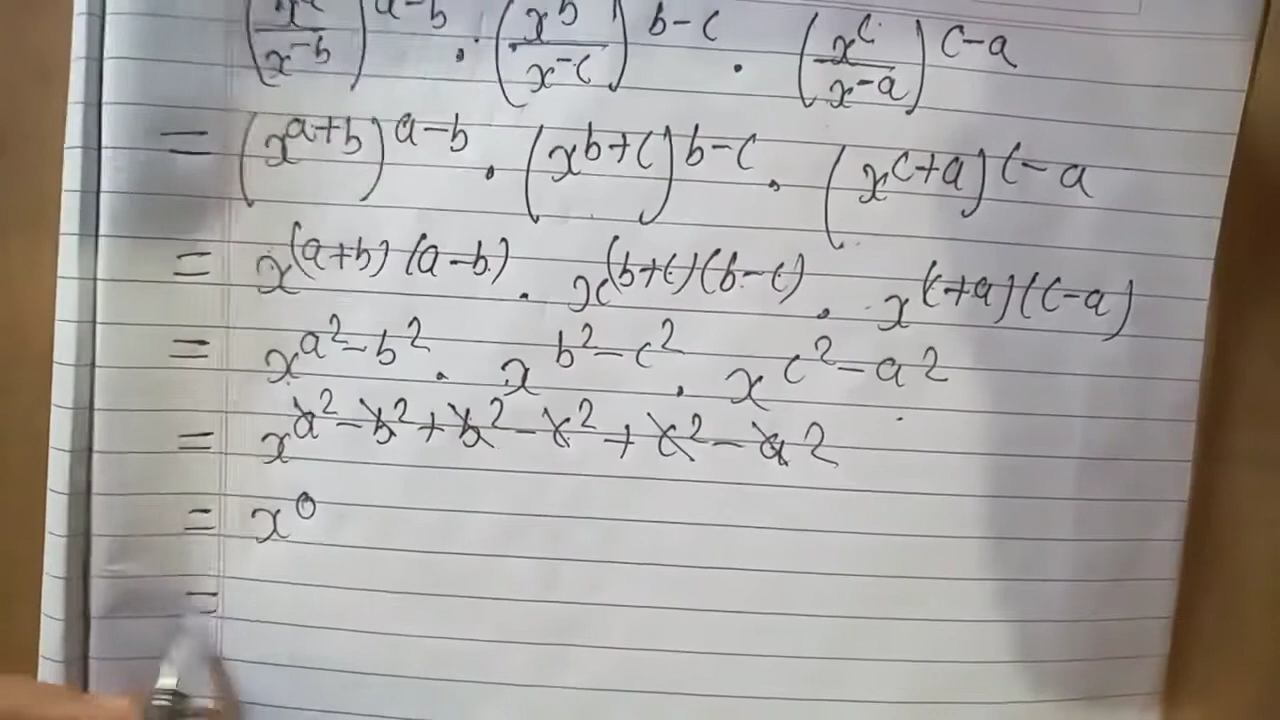 (x^a/x^-b)^a-b . (x^b/x^-c)^b-c . (x^c/x^-a)^c-a
= (x^a+b)^a-b . (x^b+c)^b-c . (x^c+a)^c-a
= x^(a+b)(a-b) . x^(b+c)(b-c) . x^(c+a)(c-a)
= x^a²-b² . x^b²-c² . x^c²-a²
= x^a²-b²+b²-c²+c²-a²
= x^0
=